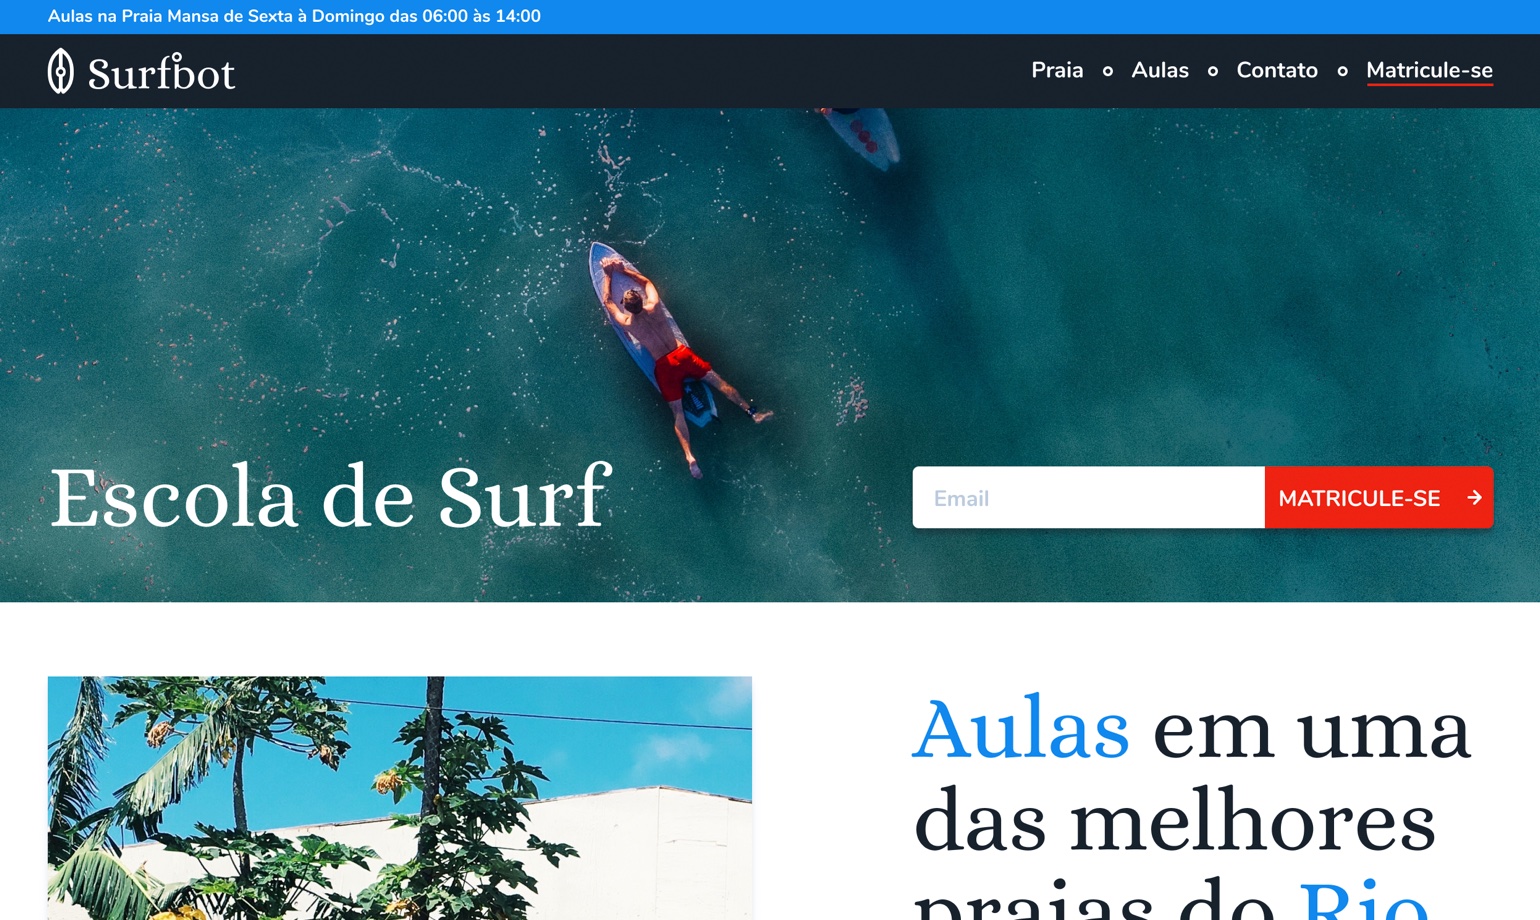 Aulas na Praia Mansa de Sexta à Domingo das 06:00 às 14:00
Surfbot
Praia
Aulas
Contato
Matricule-se
Escola de Surf
Email
MATRICULE-SE
Aulas em uma
das melhores
praias do Rio